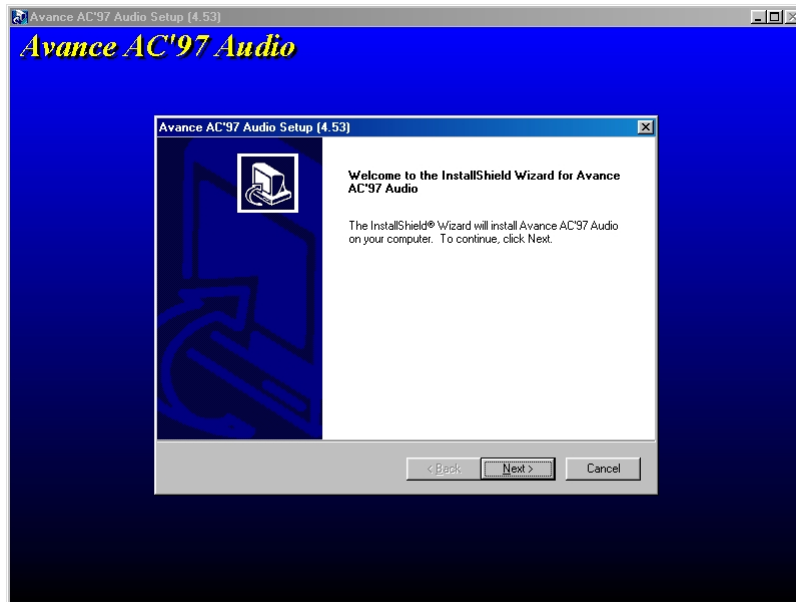 Avance AC'97 Audio Setup (4.53)
Avance AC'97 Audio
Avance AC'97 Audio Setup (4.53)
Welcome to the InstallShield Wizard for Avance
AC'97 Audio
The InstallShield® Wizard will install Avance AC'97 Audio
on your computer. To continue, click Next.
< Back Next > Cancel